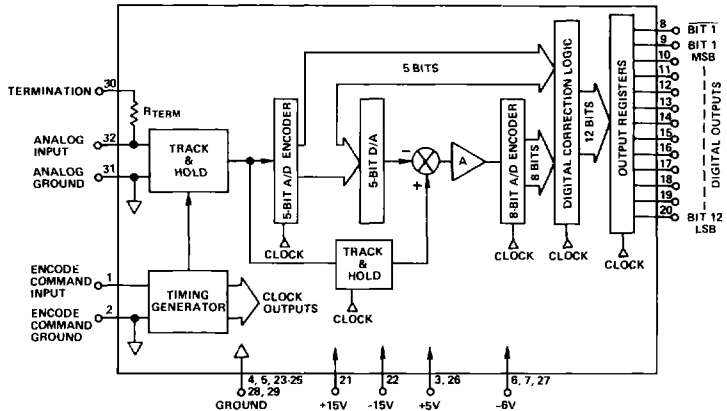 TERMINATION
30
R TERM
ANALOG
INPUT
32
ANALOG
GROUND
31
TRACK
&
HOLD
ENCODE
COMMAND
INPUT
1
ENCODE
COMMAND
GROUND
2
TIMING
GENERATOR
CLOCK
OUTPUTS
5-BIT A/D ENCODER
CLOCK
5 BITS
5-BIT D/A
TRACK
&
HOLD
CLOCK
−
+
A
8-BIT A/D ENCODER
CLOCK
8 BITS
DIGITAL CORRECTION LOGIC
CLOCK
12 BITS
OUTPUT REGISTERS
CLOCK
8
BIT 1
9
BIT 1
MSB
10
11
12
13
14
15
16
17
18
19
20
BIT 12
LSB
DIGITAL OUTPUTS
4, 5, 23-25
28, 29
GROUND
21
+15V
22
-15V
3, 26
+5V
6, 7, 27
-6V